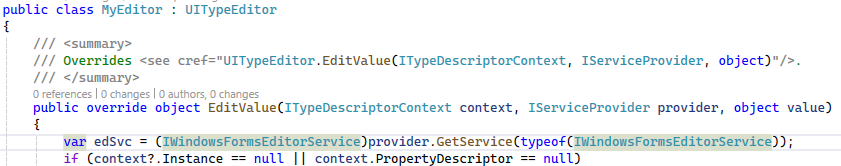 public class MyEditor : UITypeEditor
{
/// <summary>
/// Overrides <see cref="UITypeEditor.EditValue(ITypeDescriptorContext, IServiceProvider, object)"/>.
/// </summary>
0 references | 0 changes | 0 authors, 0 changes
public override object EditValue(ITypeDescriptorContext context, IServiceProvider provider, object value)
{
var edSvc = (IWindowsFormsEditorService)provider.GetService(typeof(IWindowsFormsEditorService));
if (context?.Instance == null || context.PropertyDescriptor == null)